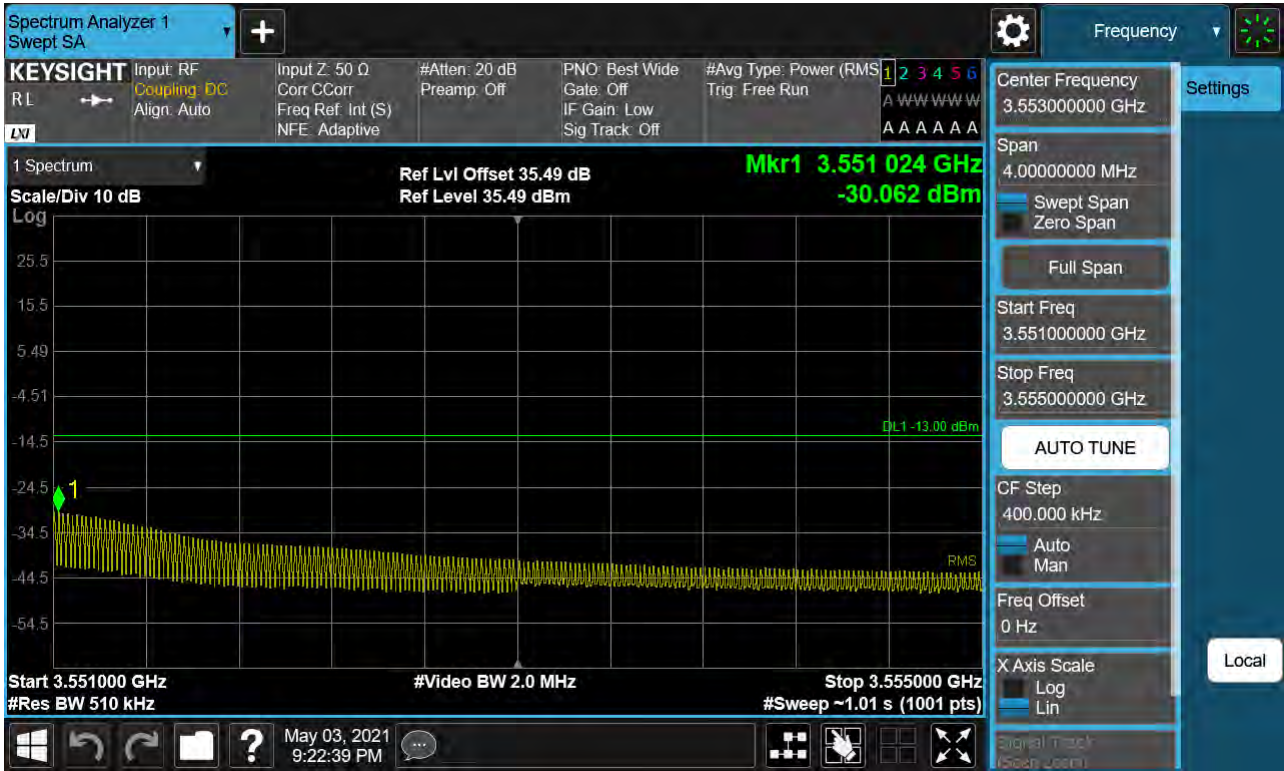 Spectrum Analyzer 1
Swept SA
+
Frequency
KEYSIGHT
RL
LXI
Input: RF
Coupling: DC
Align: Auto
Input Z: 50 Ω
Corr CCorr
Freq Ref: Int (S)
NFE: Adaptive
#Atten: 20 dB
Preamp: Off
PNO: Best Wide
Gate: Off
IF Gain: Low
Sig Track: Off
#Avg Type: Power (RMS
Trig: Free Run
1 2 3 4 5 6
A W W W W W
A A A A A A
1 Spectrum
Scale/Div 10 dB
Log
Ref Lvl Offset 35.49 dB
Ref Level 35.49 dBm
Mkr1 3.551 024 GHz
-30.062 dBm
25.5
15.5
5.49
-4.51
-14.5
-24.5
-34.5
-44.5
-54.5
DL1 -13.00 dBm
1
RMS
Start 3.551000 GHz
#Res BW 510 kHz
#Video BW 2.0 MHz
Stop 3.555000 GHz
#Sweep ~1.01 s (1001 pts)
Center Frequency
3.553000000 GHz
Settings
Span
4.00000000 MHz
Swept Span
Zero Span
Full Span
Start Freq
3.551000000 GHz
Stop Freq
3.555000000 GHz
AUTO TUNE
CF Step
400.000 kHz
Auto
Man
Freq Offset
0 Hz
X Axis Scale
Log
Lin
Local
Signal Track
(Span Zoom)
?
May 03, 2021
9:22:39 PM